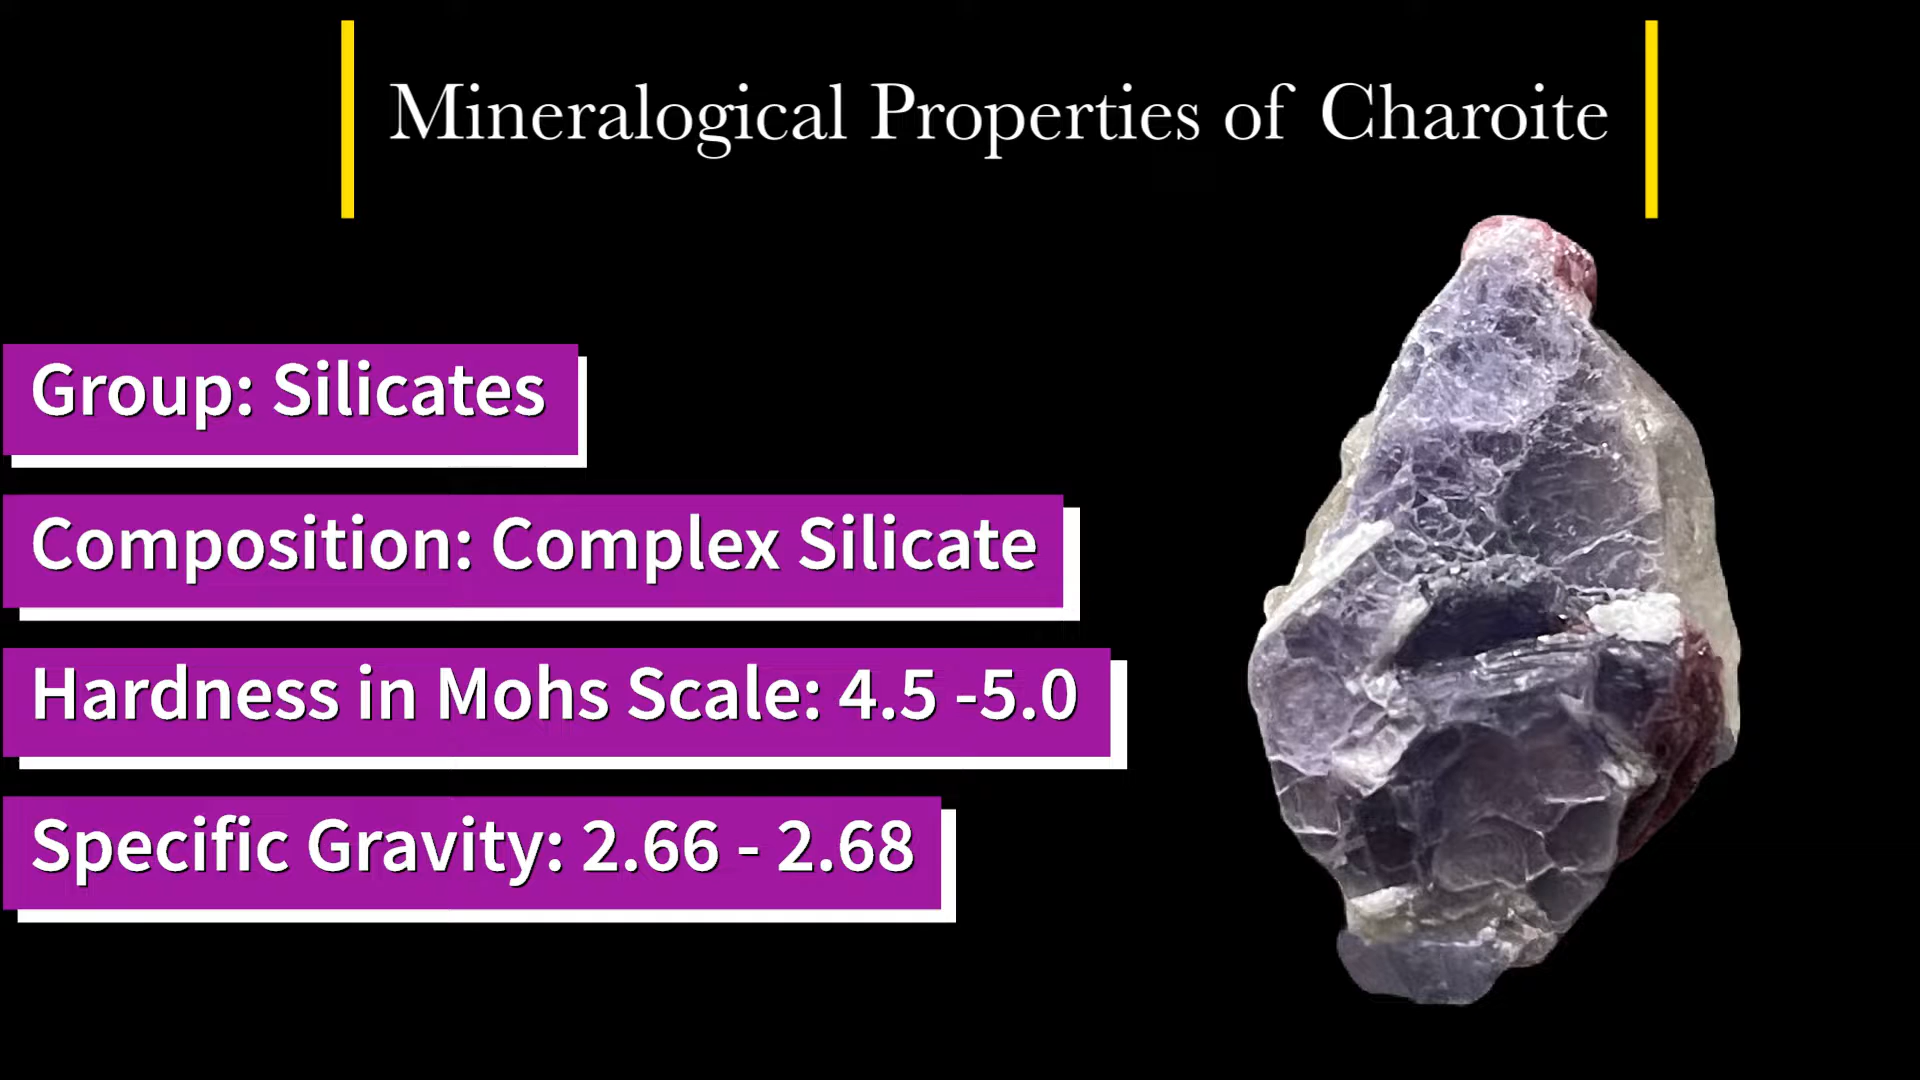 Mineralogical Properties of Charoite
Group: Silicates
Composition: Complex Silicate
Hardness in Mohs Scale: 4.5 -5.0
Specific Gravity: 2.66 - 2.68